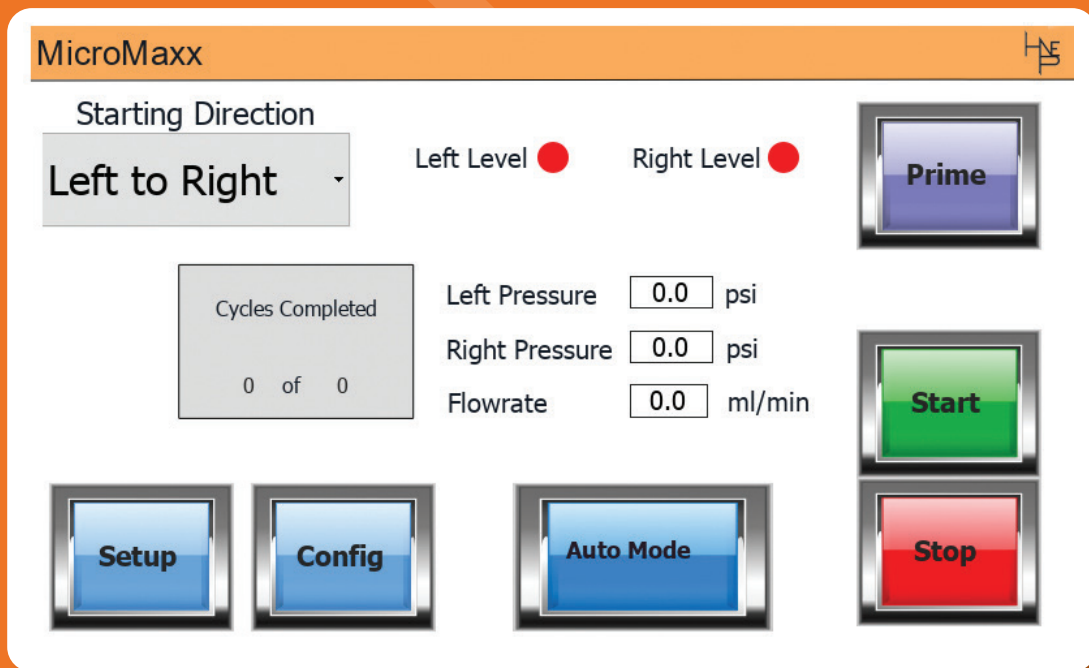 MicroMaxx
HNEP
Starting Direction
Left to Right
Left Level
Right Level
Prime
Cycles Completed
0 of 0
Left Pressure 0.0 psi
Right Pressure 0.0 psi
Flowrate 0.0 ml/min
Start
Setup
Config
Auto Mode
Stop